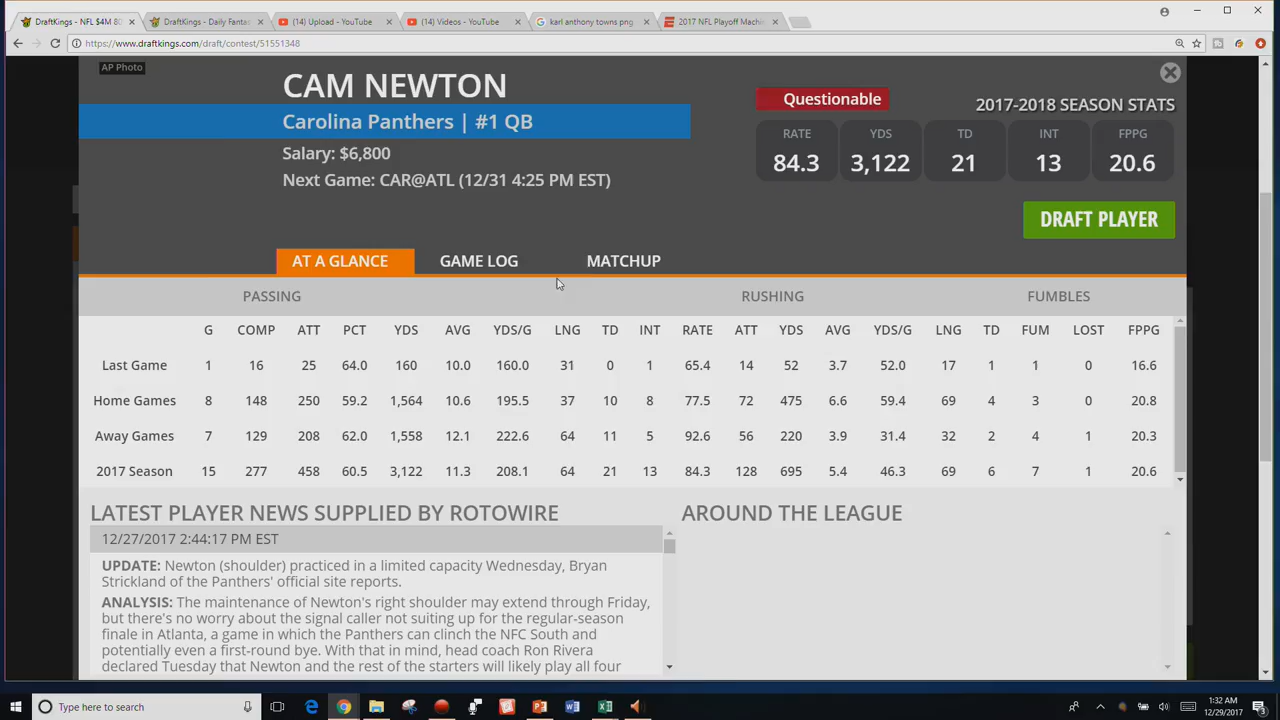 DraftKings - NFL $4M 80
DraftKings - Daily Fantas
(14) Upload - YouTube
(14) Videos - YouTube
karl anthony towns png
2017 NFL Playoff Machin
https://www.draftkings.com/draft/contest/51551348
AP Photo
CAM NEWTON
Carolina Panthers | #1 QB
Salary: $6,800
Next Game: CAR@ATL (12/31 4:25 PM EST)
Questionable
2017-2018 SEASON STATS
RATE YDS TD INT FPPG
84.3 3,122 21 13 20.6
DRAFT PLAYER
AT A GLANCE GAME LOG MATCHUP
PASSING RUSHING FUMBLES
G COMP ATT PCT YDS AVG YDS/G LNG TD INT RATE ATT YDS AVG YDS/G LNG TD FUM LOST FPPG
Last Game 1 16 25 64.0 160 10.0 160.0 31 0 1 65.4 14 52 3.7 52.0 17 1 1 0 16.6
Home Games 8 148 250 59.2 1,564 10.6 195.5 37 10 8 77.5 72 475 6.6 59.4 69 4 3 0 20.8
Away Games 7 129 208 62.0 1,558 12.1 222.6 64 11 5 92.6 56 220 3.9 31.4 32 2 4 1 20.3
2017 Season 15 277 458 60.5 3,122 11.3 208.1 64 21 13 84.3 128 695 5.4 46.3 69 6 7 1 20.6
LATEST PLAYER NEWS SUPPLIED BY ROTOWIRE
AROUND THE LEAGUE
12/27/2017 2:44:17 PM EST
UPDATE: Newton (shoulder) practiced in a limited capacity Wednesday, Bryan
Strickland of the Panthers' official site reports.
ANALYSIS: The maintenance of Newton's right shoulder may extend through Friday,
but there's no worry about the signal caller not suiting up for the regular-season
finale in Atlanta, a game in which the Panthers can clinch the NFC South and
potentially even a first-round bye. With that in mind, head coach Ron Rivera
declared Tuesday that Newton and the rest of the starters will likely play all four
Type here to search
1:32 AM
12/29/2017